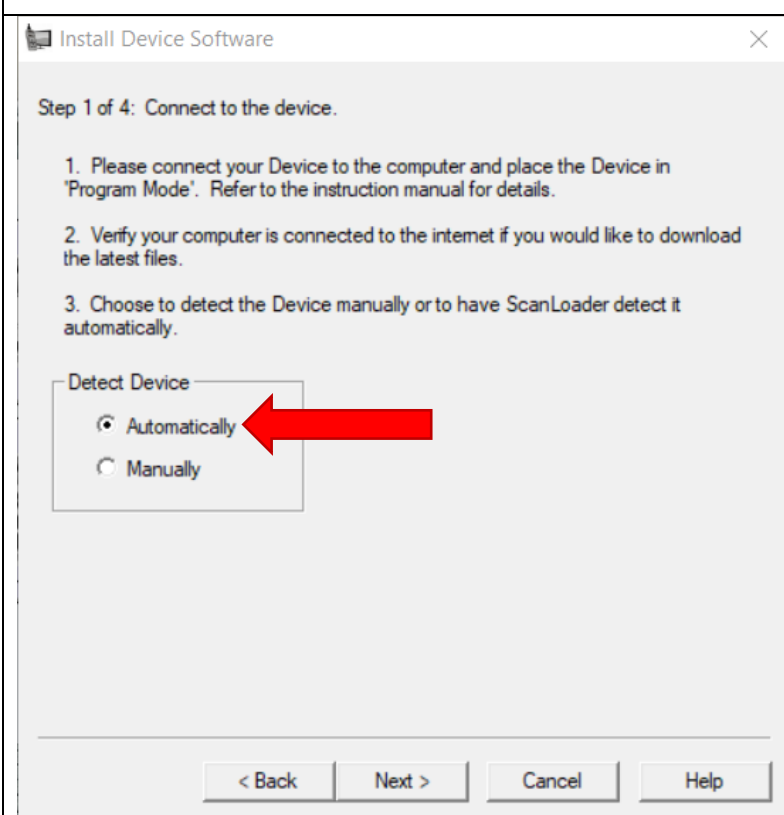 Install Device Software
Step 1 of 4:  Connect to the device.
1.  Please connect your Device to the computer and place the Device in
'Program Mode'.  Refer to the instruction manual for details.
2.  Verify your computer is connected to the internet if you would like to download
the latest files.
3.  Choose to detect the Device manually or to have ScanLoader detect it
automatically.
Detect Device
Automatically
Manually
< Back
Next >
Cancel
Help